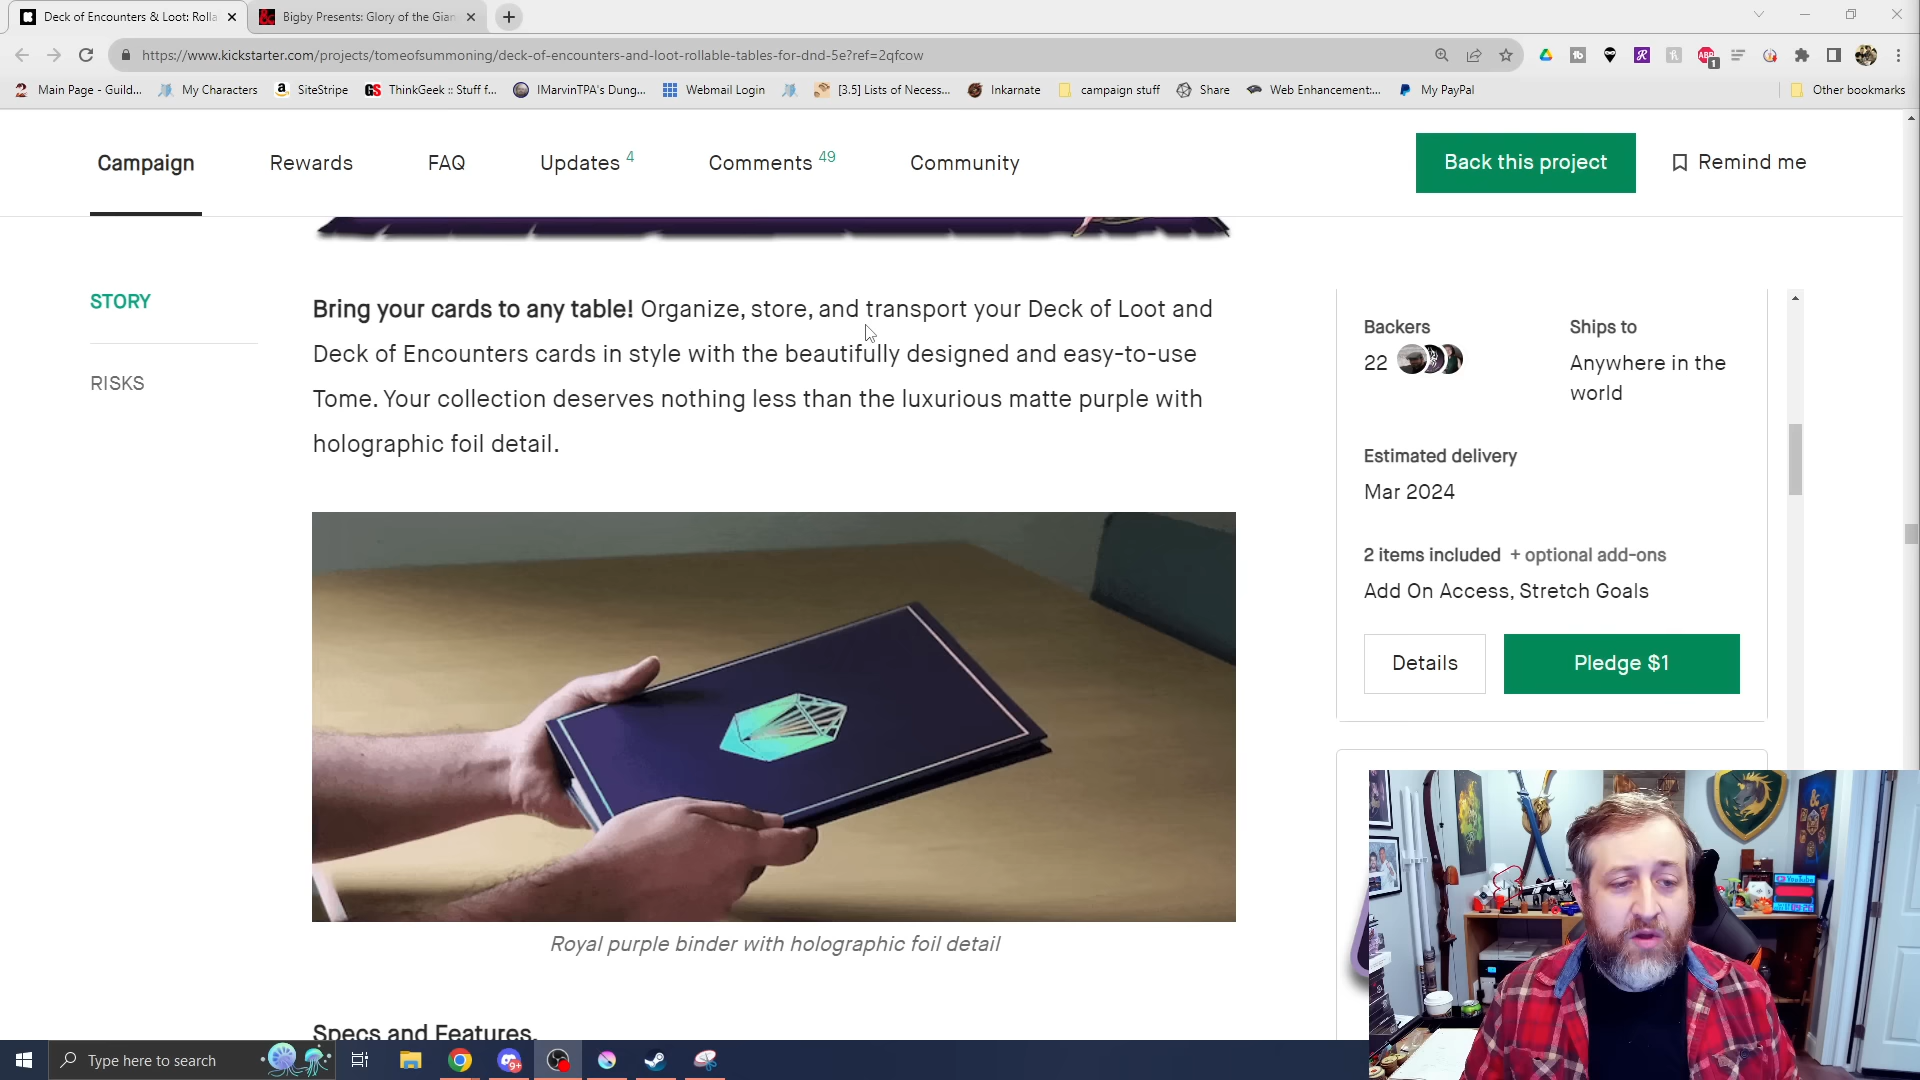 Deck of Encounters & Loot: Rolla
Bigby Presents: Glory of the Gian
https://www.kickstarter.com/projects/tomeofsummoning/deck-of-encounters-and-loot-rollable-tables-for-dnd-5e?ref=2qfcow
Main Page - Guild...
My Characters
SiteStripe
ThinkGeek :: Stuff f...
IMarvinTPA's Dung...
Webmail Login
[3.5] Lists of Necess...
Inkarnate
campaign stuff
Share
Web Enhancement:...
My PayPal
Other bookmarks
Campaign
Rewards
FAQ
Updates 4
Comments 49
Community
Back this project
Remind me
STORY
RISKS
Bring your cards to any table! Organize, store, and transport your Deck of Loot and
Deck of Encounters cards in style with the beautifully designed and easy-to-use
Tome. Your collection deserves nothing less than the luxurious matte purple with
holographic foil detail.
Royal purple binder with holographic foil detail
Specs and Features.
Backers
22
Ships to
Anywhere in the
world
Estimated delivery
Mar 2024
2 items included + optional add-ons
Add On Access, Stretch Goals
Details
Pledge $1
YouTube
Type here to search